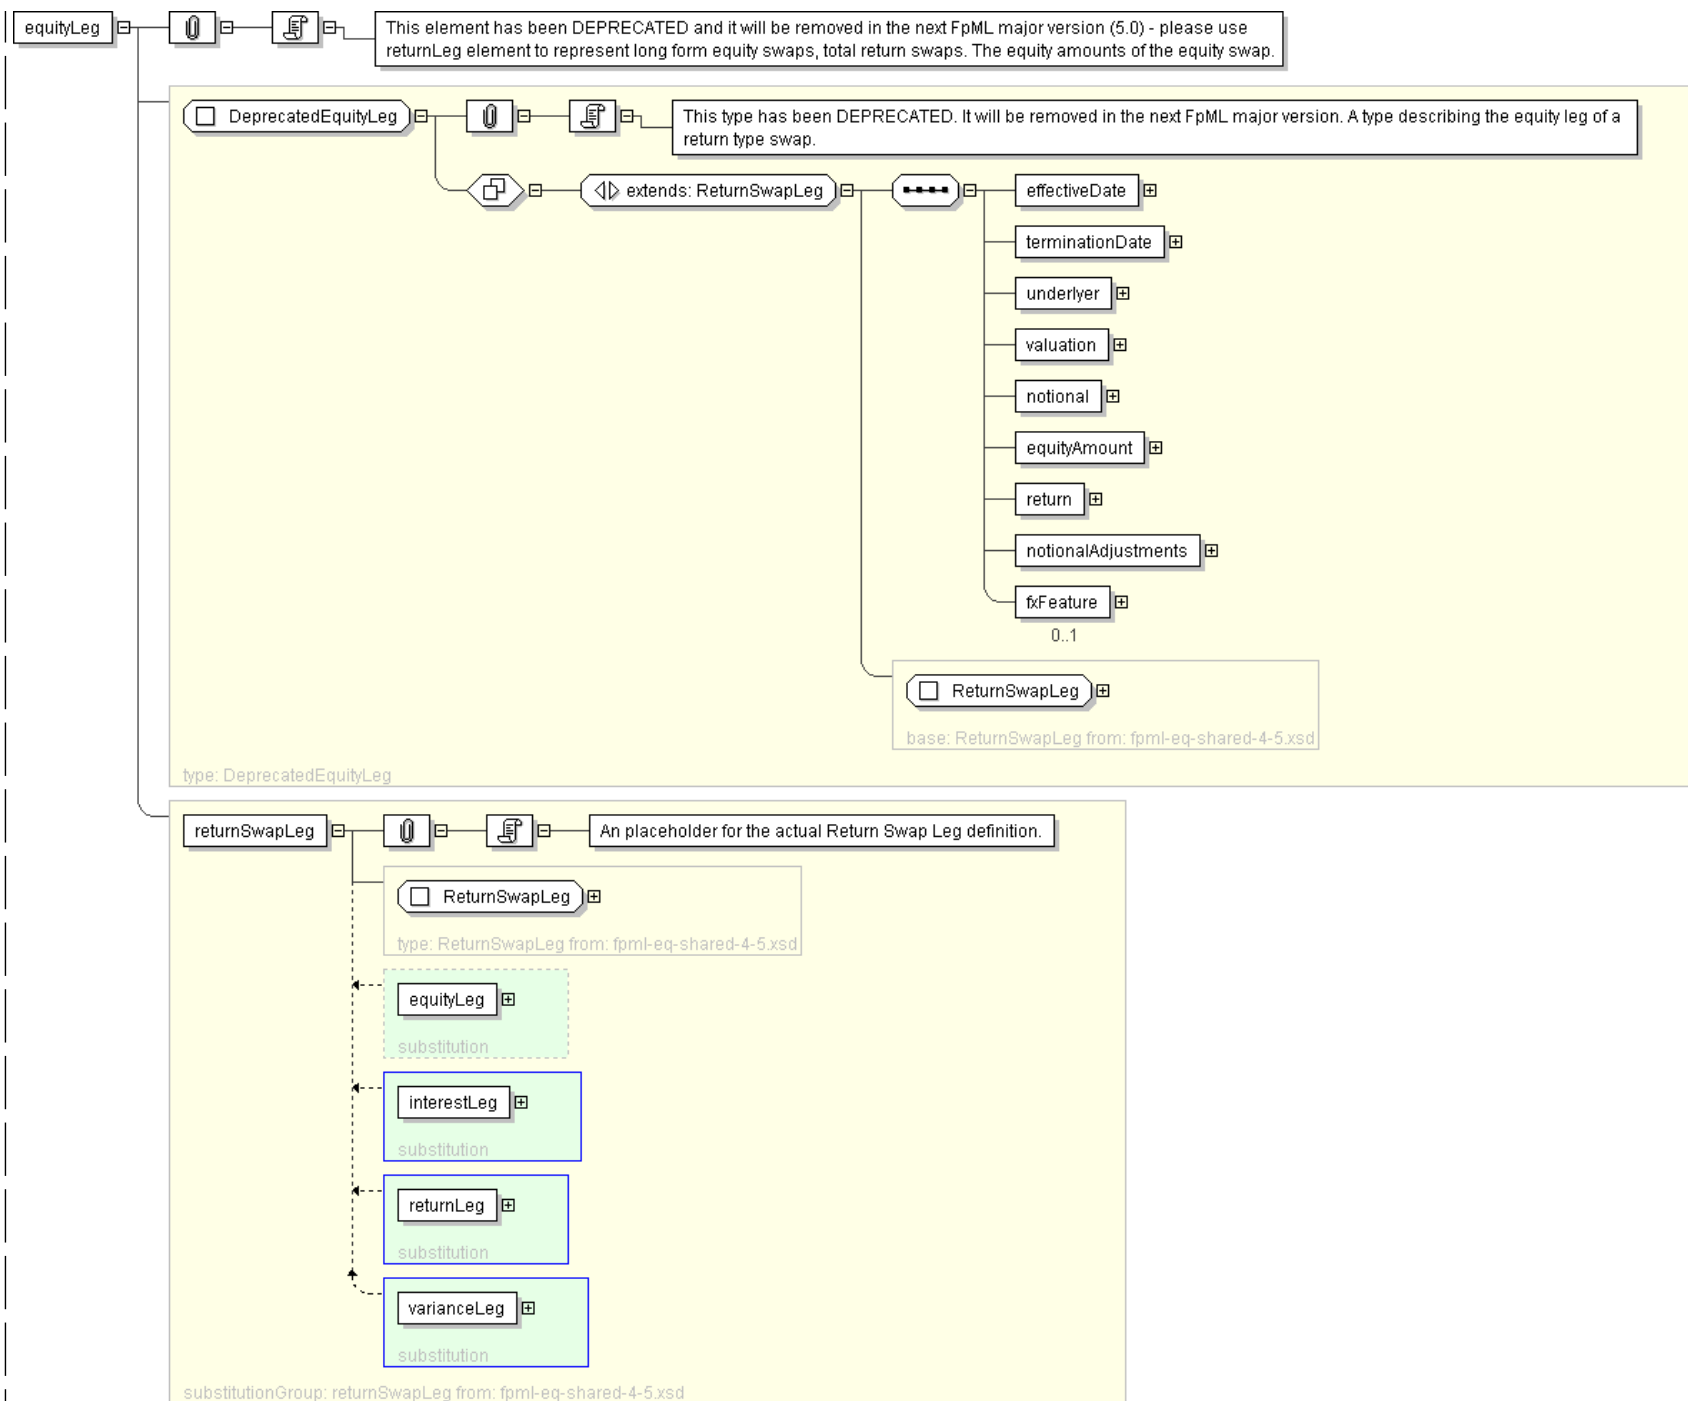 equityLeg
This element has been DEPRECATED and it will be removed in the next FpML major version (5.0) - please use
returnLeg element to represent long form equity swaps, total return swaps. The equity amounts of the equity swap.
DeprecatedEquityLeg
This type has been DEPRECATED. It will be removed in the next FpML major version. A type describing the equity leg of a
return type swap.
extends: ReturnSwapLeg
effectiveDate
terminationDate
underlyer
valuation
notional
equityAmount
return
notionalAdjustments
fxFeature
0..1
ReturnSwapLeg
base: ReturnSwapLeg from: fpml-eq-shared-4-5.xsd
type: DeprecatedEquityLeg
returnSwapLeg
An placeholder for the actual Return Swap Leg definition.
ReturnSwapLeg
type: ReturnSwapLeg from: fpml-eq-shared-4-5.xsd
equityLeg
substitution
interestLeg
substitution
returnLeg
substitution
varianceLeg
substitution
substitutionGroup: returnSwapLeg from: fpml-eq-shared-4-5.xsd